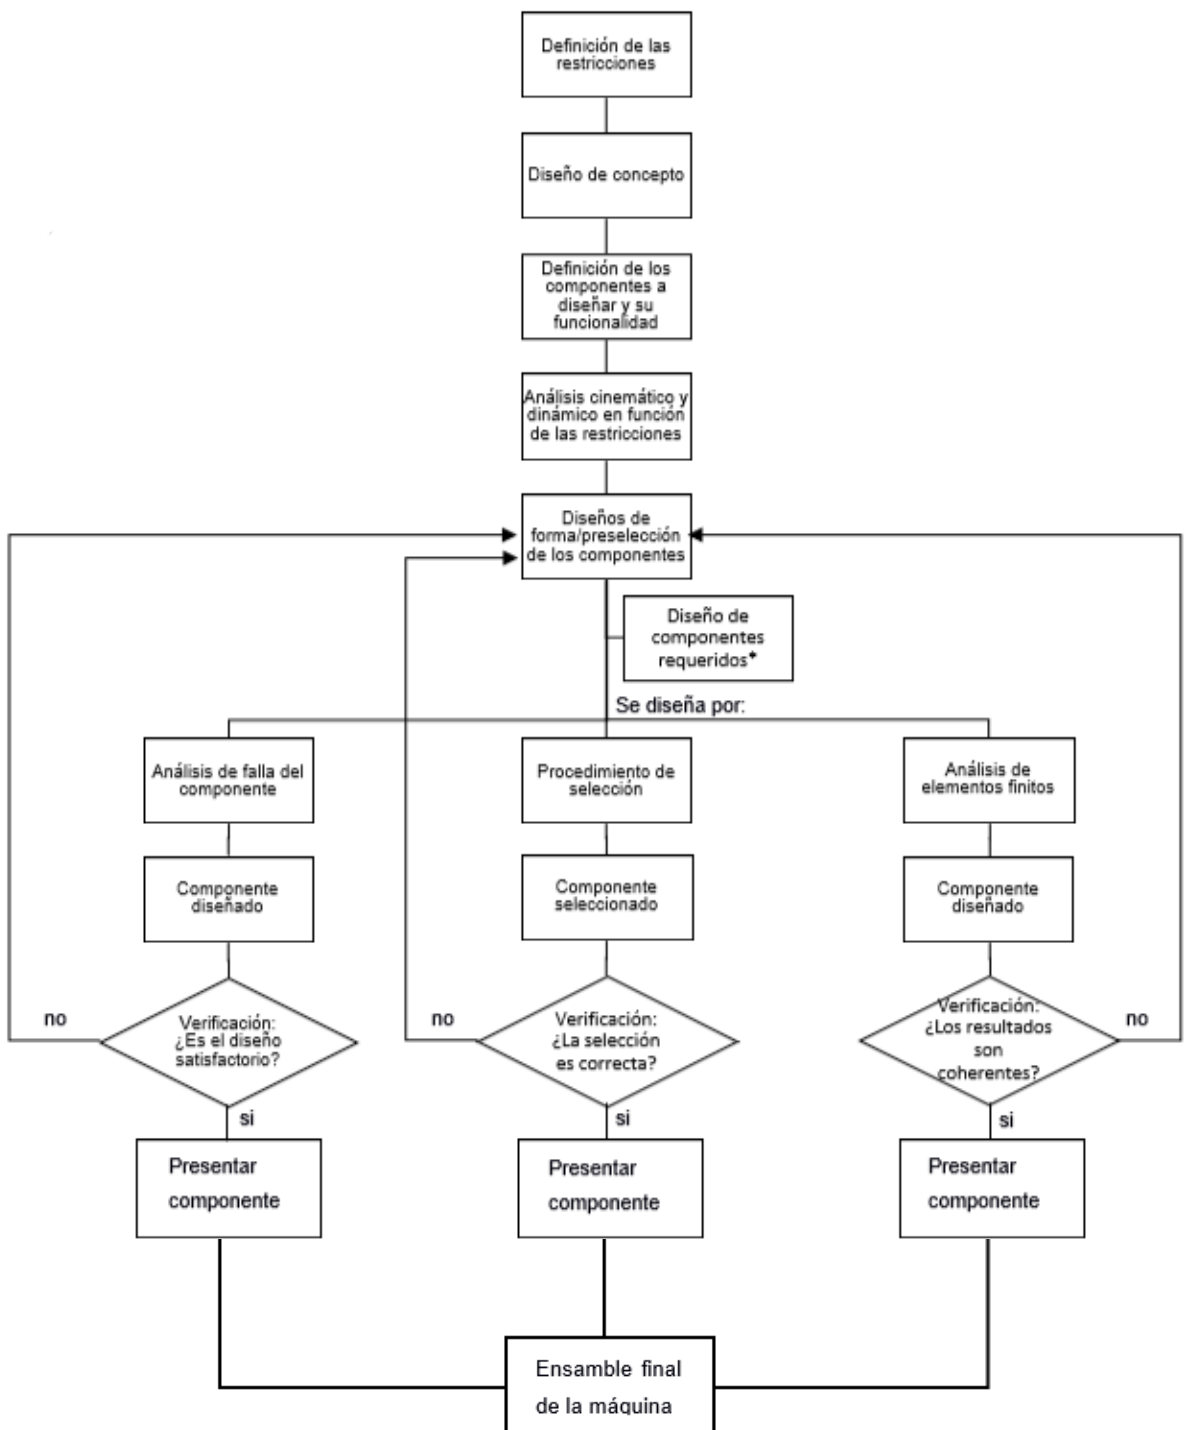 Definición de las
restricciones
Diseño de concepto
Definición de los
componentes a
diseñar y su
funcionalidad
Análisis cinemático y
dinámico en función
de las restricciones
Diseños de
forma/preselección
de los componentes
Diseño de
componentes
requeridos*
Se diseña por:
Análisis de falla del
componente
Procedimiento de
selección
Análisis de
elementos finitos
Componente
diseñado
Componente
seleccionado
Componente
diseñado
no
Verificación:
¿Es el diseño
satisfactorio?
no
Verificación:
¿La selección
es correcta?
Verificación:
¿Los resultados
son
coherentes?
no
si
si
si
Presentar
componente
Presentar
componente
Presentar
componente
Ensamble final
de la máquina